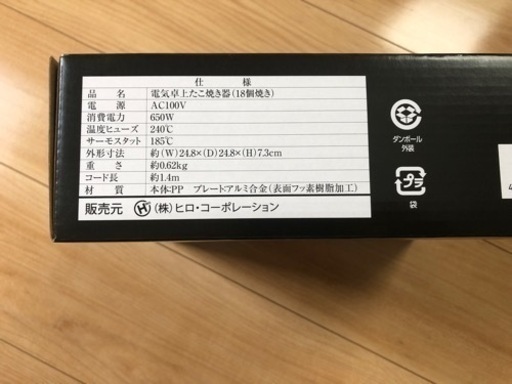 仕　様
品　名　電気卓上たこ焼き器(18個焼き)
電　源　AC100V
消費電力　650W
温度ヒューズ　240℃
サーモスタット　185℃
外形寸法　約(W)24.8×(D)24.8×(H)7.3cm
重　さ　約0.62kg
コード長　約1.4m
材　質　本体:PP　プレートアルミ合金(表面フッ素樹脂加工)
販売元　H　(株)ヒロ・コーポレーション
ダンボール
外装
プラ
袋
4